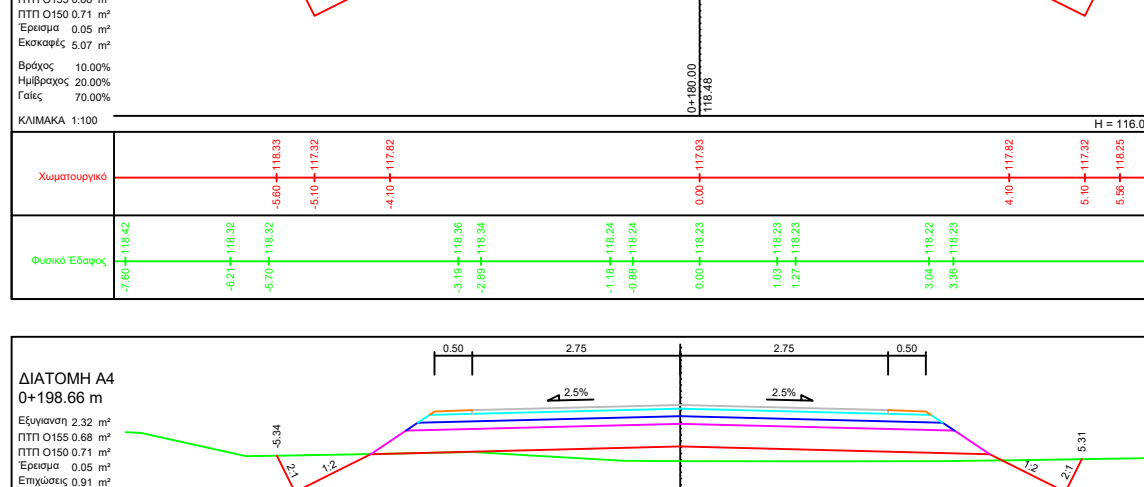 ΠΤΠ Ο150 0.71 m²
Έρεισμα 0.05 m²
Εκσκαφές 5.07 m²
Βράχος 10.00%
Ημίβραχος 20.00%
Γαίες 70.00%
ΚΛΙΜΑΚΑ 1:100
0+180.00
118.48
Χωματουργικό
118.33 117.32 117.82 117.93 117.82 117.32 118.25
-5.60 -5.10 -4.10 0.00 4.10 5.10 5.56
Φυσικό Έδαφος
118.42 118.32 118.32 118.36 118.34 118.24 118.24 118.23 118.23 118.23 118.22 118.23
-7.60 -6.21 -5.70 -3.19 -2.89 -1.18 -0.88 0.00 1.03 1.27 3.04 3.36
0.50 2.75 2.75 0.50
ΔΙΑΤΟΜΗ Α4
0+198.66 m
2.5% 2.5%
Εξυγιανση 2.32 m²
ΠΤΠ Ο155 0.68 m²
ΠΤΠ Ο150 0.71 m²
Έρεισμα 0.05 m²
Επιχώσεις 0.91 m²
-5.34 2:1 1:2 1:2 2:1 5.31